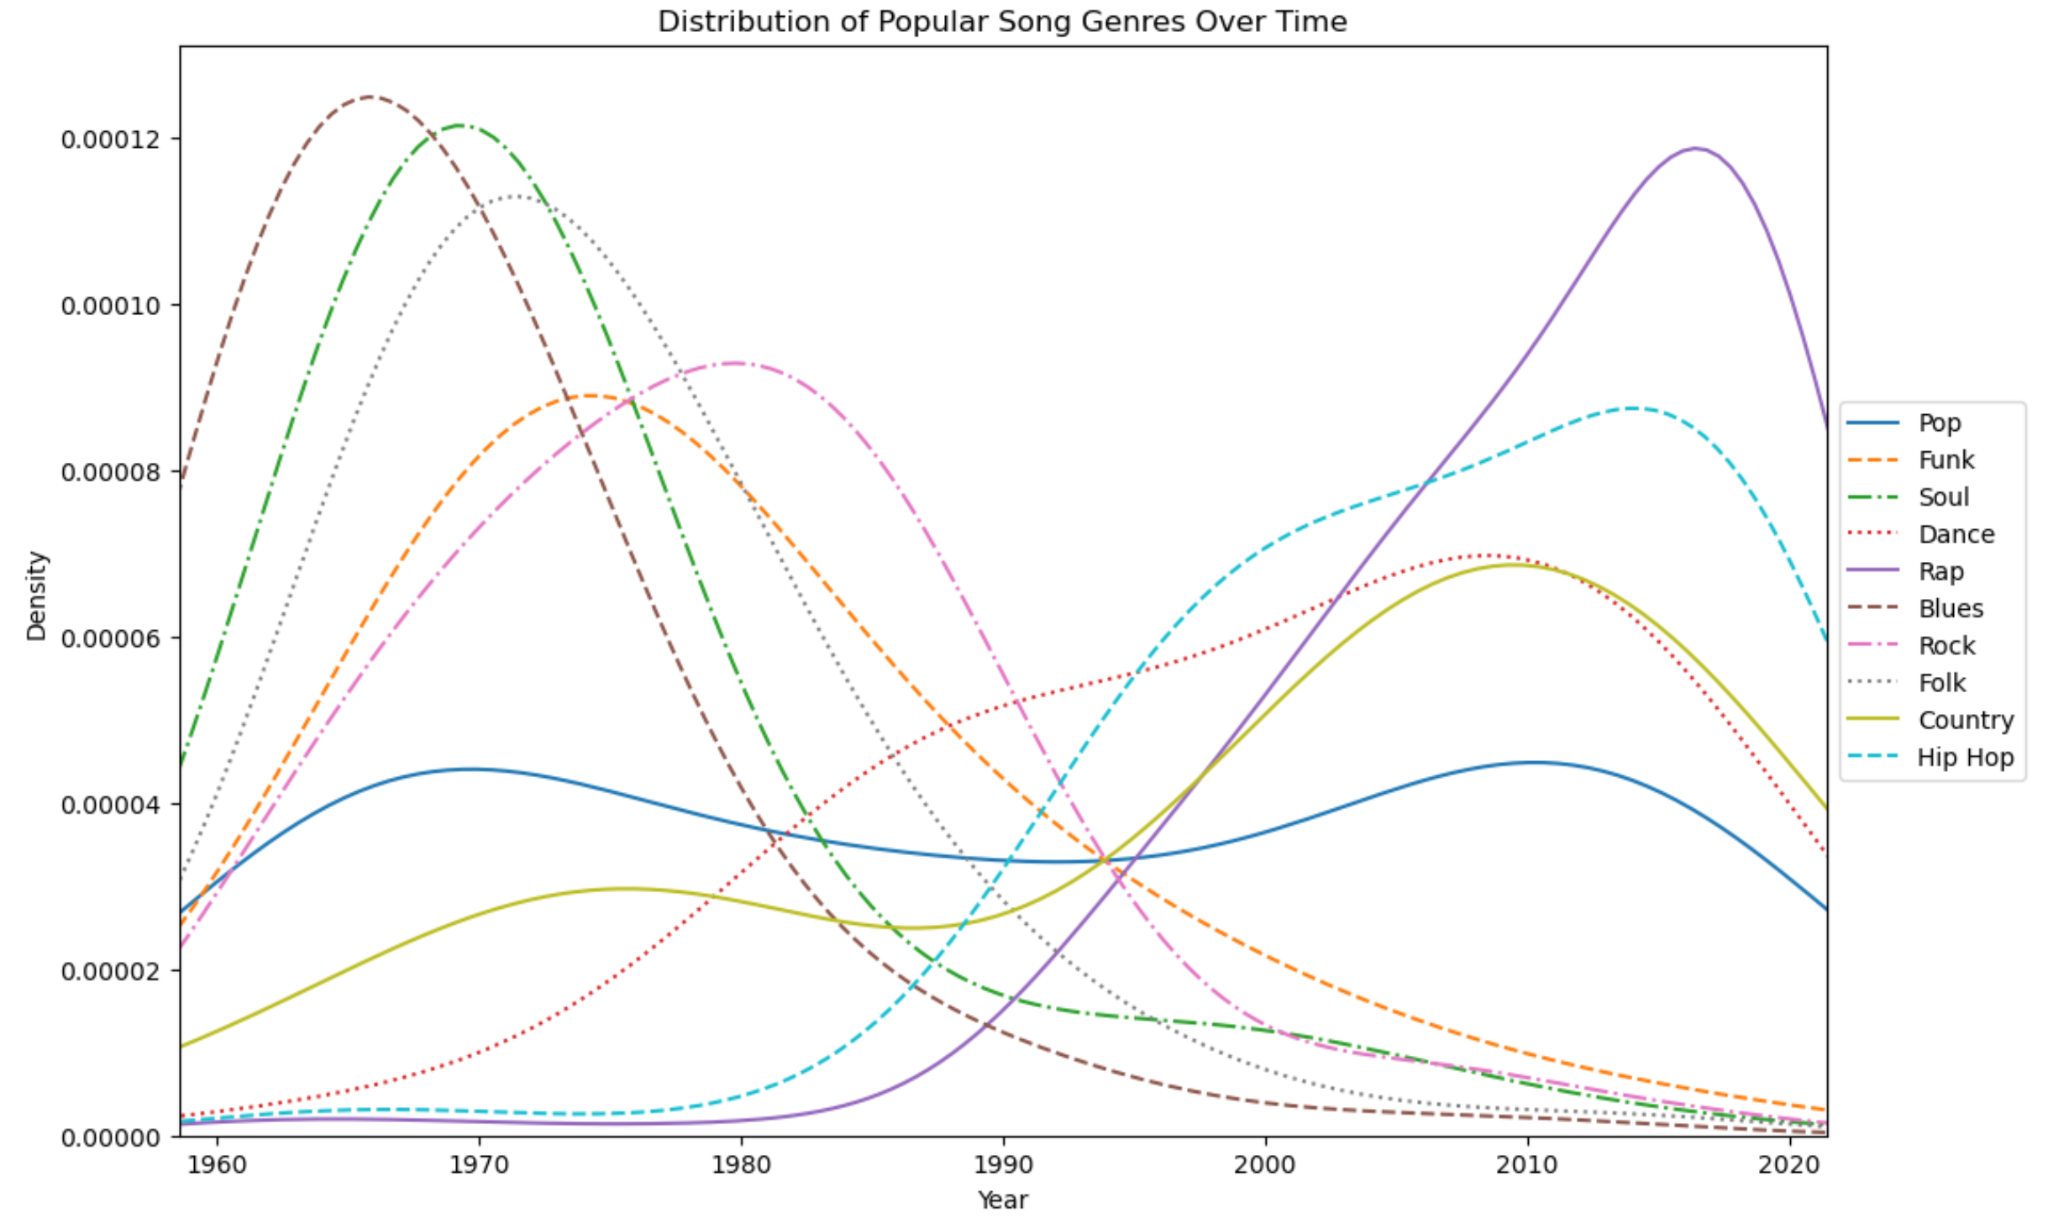 Distribution of Popular Song Genres Over Time
Density
0.00012
0.00010
0.00008
0.00006
0.00004
0.00002
0.00000
1960 1970 1980 1990 2000 2010 2020
Year
Pop
Funk
Soul
Dance
Rap
Blues
Rock
Folk
Country
Hip Hop